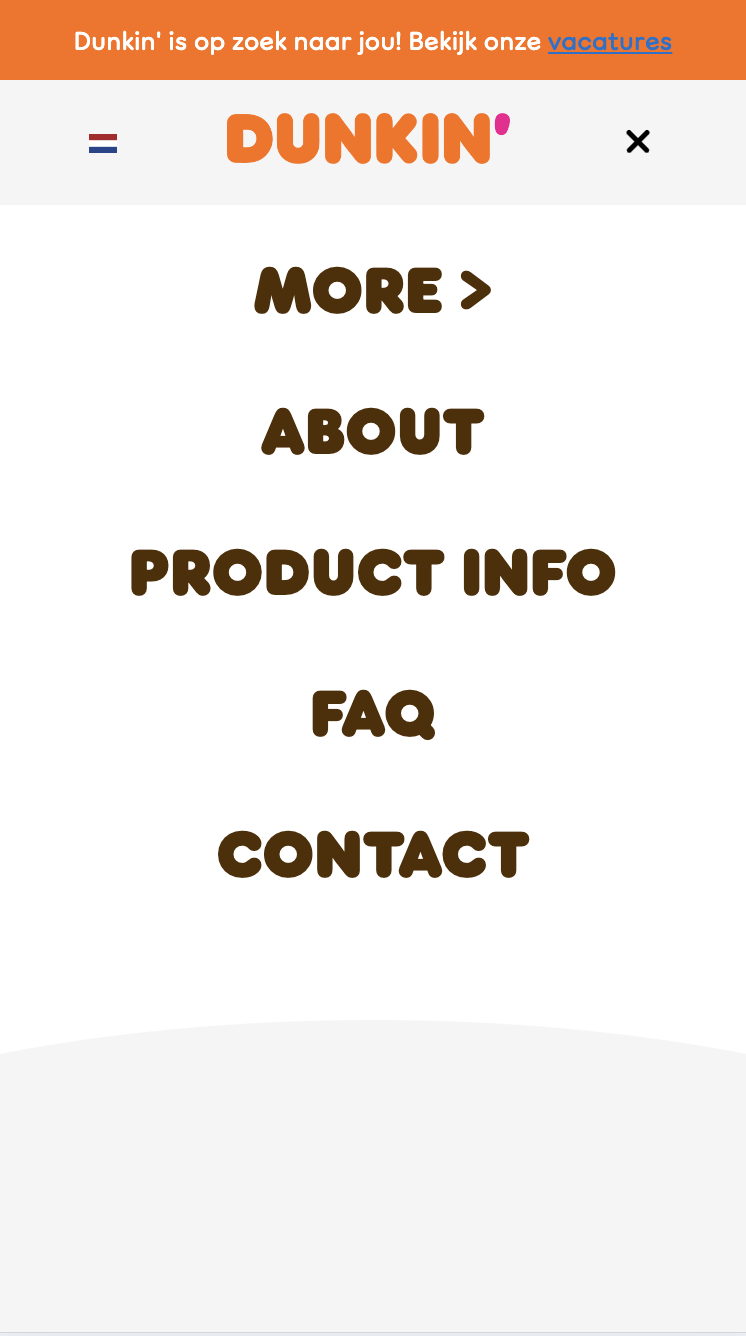 Dunkin' is op zoek naar jou! Bekijk onze vacatures
DUNKIN'
MORE >
ABOUT
PRODUCT INFO
FAQ
CONTACT